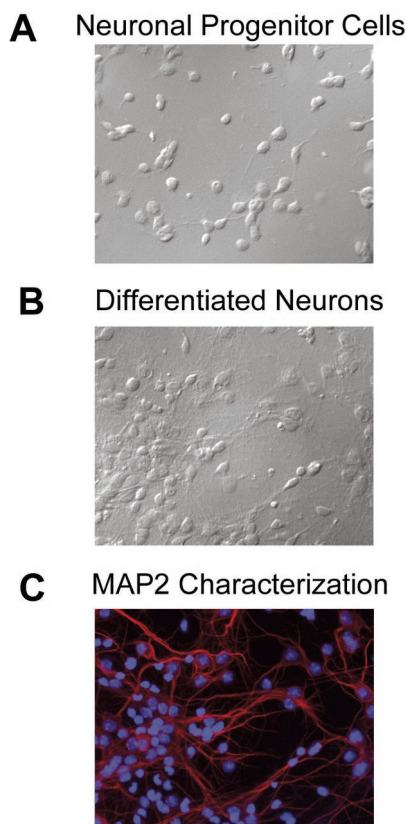 A Neuronal Progenitor Cells
B Differentiated Neurons
C MAP2 Characterization